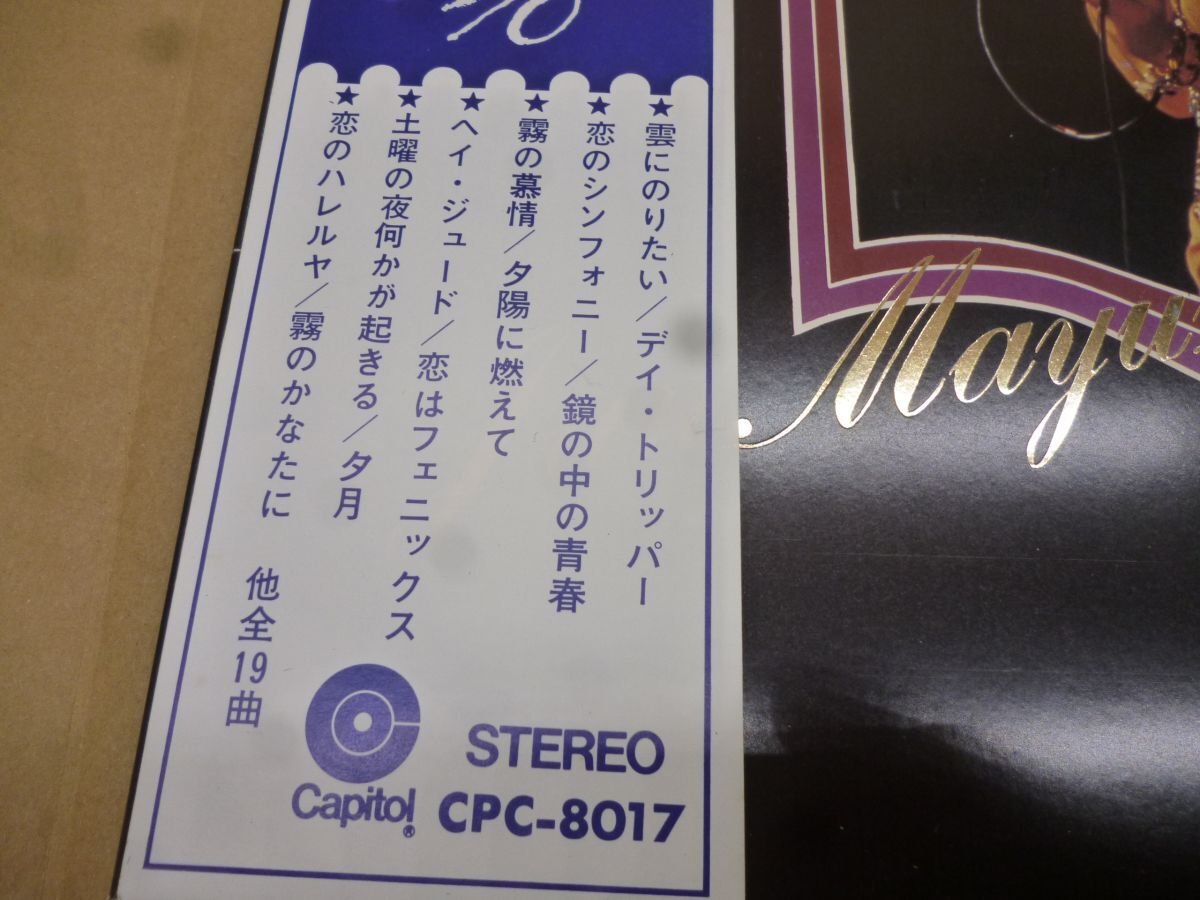 ★雲にのりたい/デイ・トリッパー
★恋のシンフォニー/鏡の中の青春
★霧の慕情/夕陽に燃えて
★ヘイ・ジュード/恋はフェニックス
★土曜の夜何かが起きる/夕月
★恋のハレルヤ/霧のかなたに
他全19曲
Capitol®
STEREO
CPC-8017
Mayu